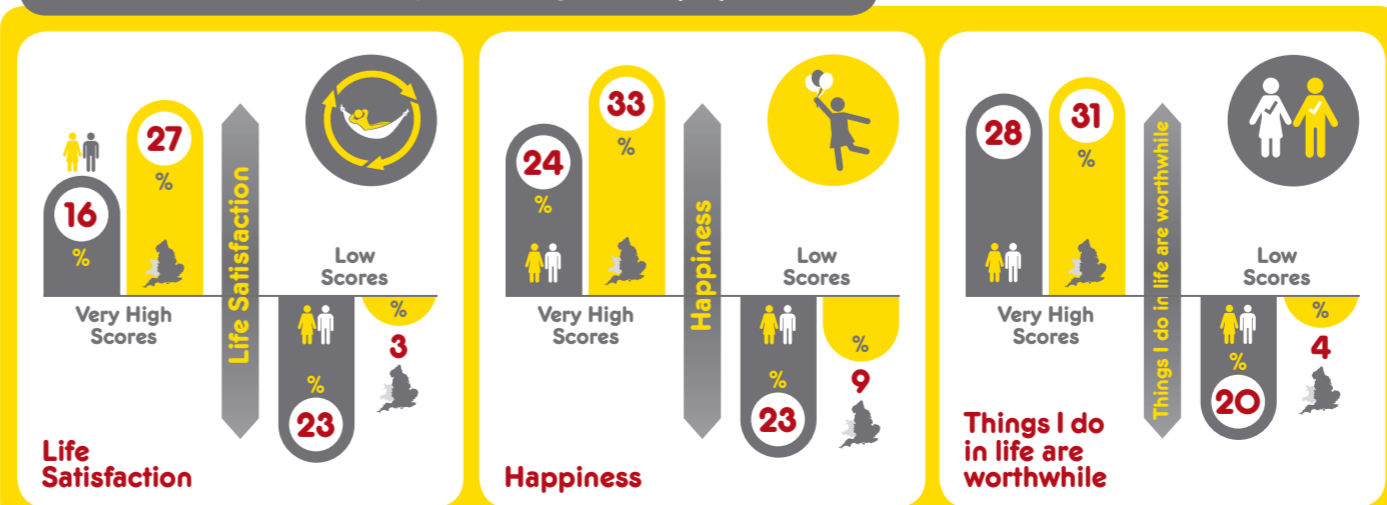 27
%
16
%
Very High
Scores
Life Satisfaction
Low
Scores
%
23
%
3
Life
Satisfaction
33
%
24
%
Very High
Scores
Happiness
Low
Scores
%
23
%
9
Happiness
28
31
%
Very High
Scores
Things I do in life are worthwhile
Low
Scores
%
20
%
4
Things I do
in life are
worthwhile